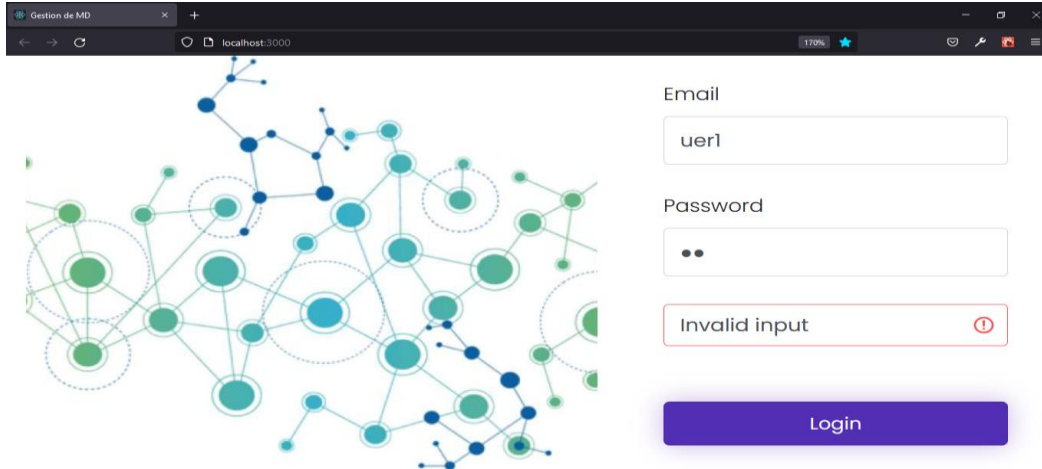 Gestion de MD
localhost:3000
170%
Email
uer1
Password
Invalid input
Login